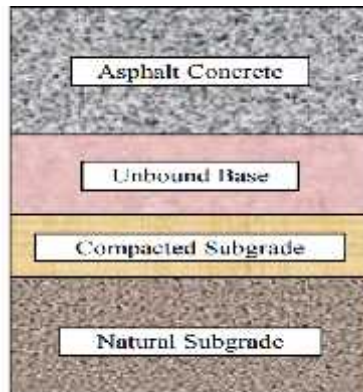 Asphalt Concrete
Unbound Base
Compacted Subgrade
Natural Subgrade